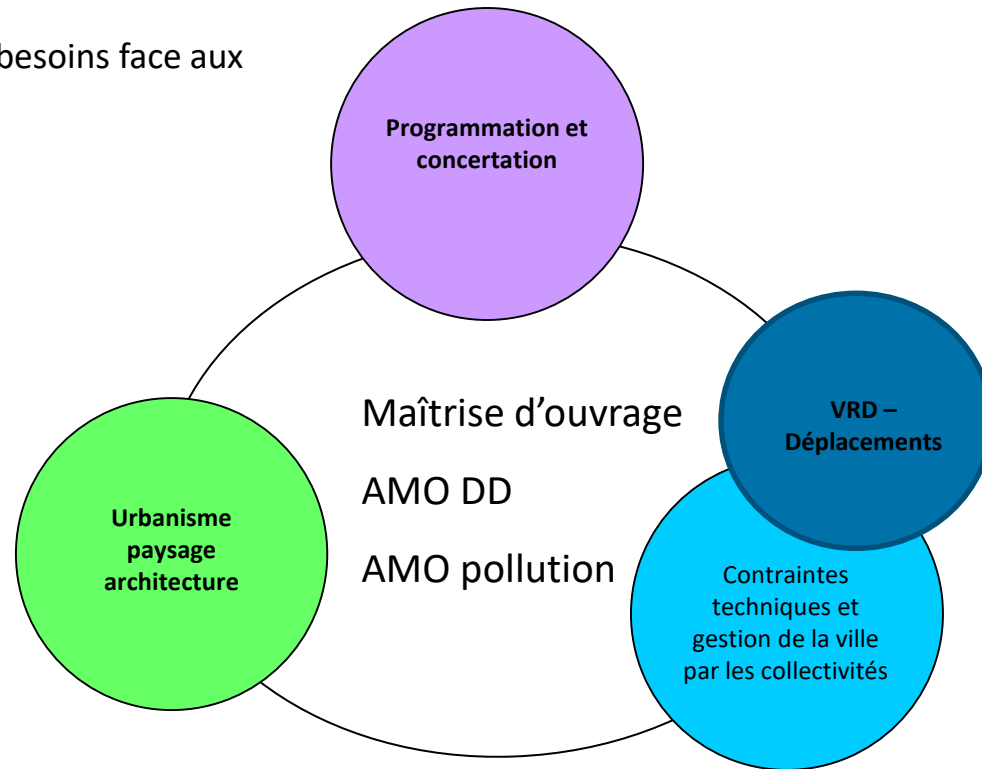 besoins face aux
Programmation et
concertation
Maîtrise d’ouvrage
AMO DD
AMO pollution
VRD –
Déplacements
Urbanisme
paysage
architecture
Contraintes
techniques et
gestion de la ville
par les collectivités